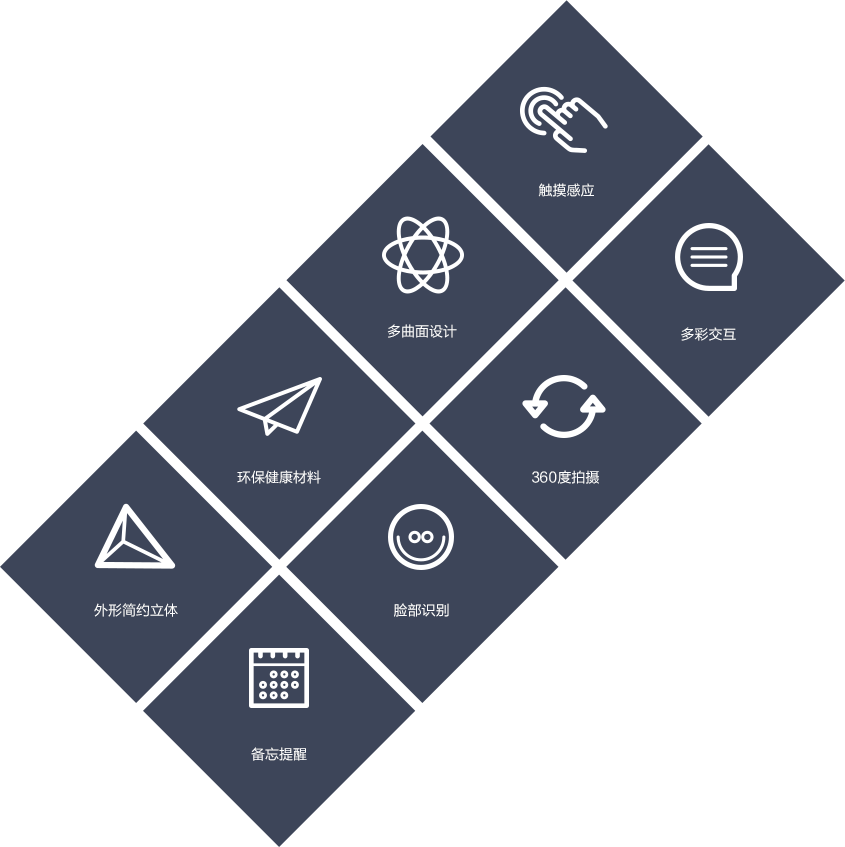 触摸感应
多曲面设计
多彩交互
环保健康材料
360度拍摄
外形简约立体
脸部识别
备忘提醒